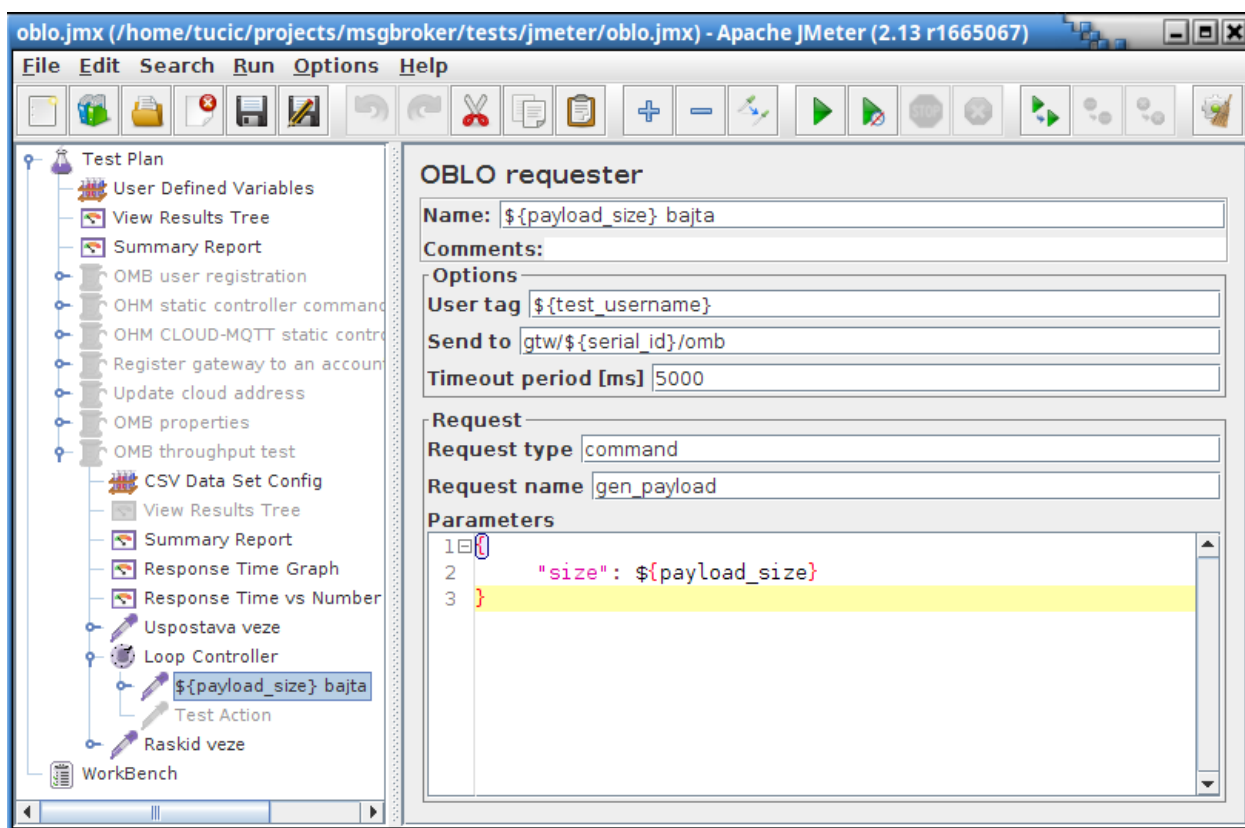 oblo.jmx (/home/tucic/projects/msgbroker/tests/jmeter/oblo.jmx) - Apache JMeter (2.13 r1665067)
File Edit Search Run Options Help
STOP
Test Plan
User Defined Variables
View Results Tree
Summary Report
OMB user registration
OHM static controller command
OHM CLOUD-MQTT static contro
Register gateway to an accoun
Update cloud address
OMB properties
OMB throughput test
CSV Data Set Config
View Results Tree
Summary Report
Response Time Graph
Response Time vs Number
Uspostava veze
Loop Controller
${payload_size} bajta
Test Action
Raskid veze
WorkBench
OBLO requester
Name: ${payload_size} bajta
Comments:
Options
User tag ${test_username}
Send to gtw/${serial_id}/omb
Timeout period [ms] 5000
Request
Request type command
Request name gen_payload
Parameters
1 {
2 "size": ${payload_size}
3 }